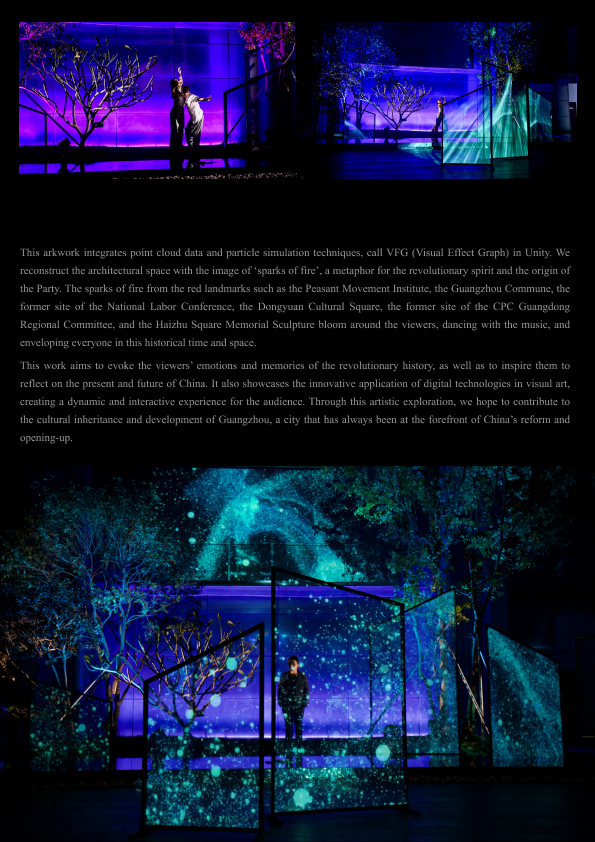 This arkwork integrates point cloud data and particle simulation techniques, call VFG (Visual Effect Graph) in Unity. We
reconstruct the architectural space with the image of ‘sparks of fire’, a metaphor for the revolutionary spirit and the origin of
the Party. The sparks of fire from the red landmarks such as the Peasant Movement Institute, the Guangzhou Commune, the
former site of the National Labor Conference, the Dongyuan Cultural Square, the former site of the CPC Guangdong
Regional Committee, and the Haizhu Square Memorial Sculpture bloom around the viewers, dancing with the music, and
enveloping everyone in this historical time and space.
This work aims to evoke the viewers’ emotions and memories of the revolutionary history, as well as to inspire them to
reflect on the present and future of China. It also showcases the innovative application of digital technologies in visual art,
creating a dynamic and interactive experience for the audience. Through this artistic exploration, we hope to contribute to
the cultural inheritance and development of Guangzhou, a city that has always been at the forefront of China’s reform and
opening-up.